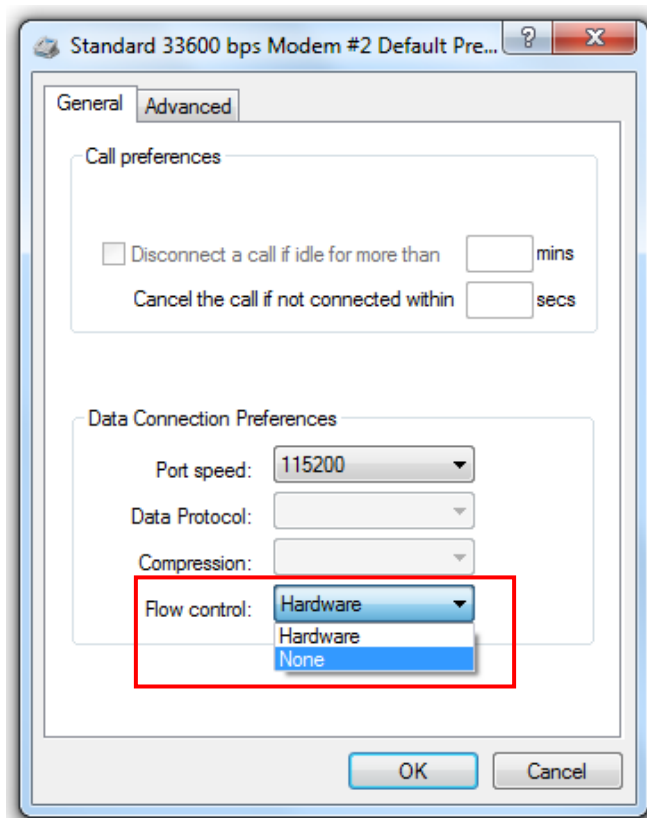 Standard 33600 bps Modem #2 Default Pre...
General
Advanced
Call preferences
Disconnect a call if idle for more than
mins
Cancel the call if not connected within
secs
Data Connection Preferences
Port speed:
115200
Data Protocol:
Compression:
Flow control:
Hardware
Hardware
None
OK
Cancel